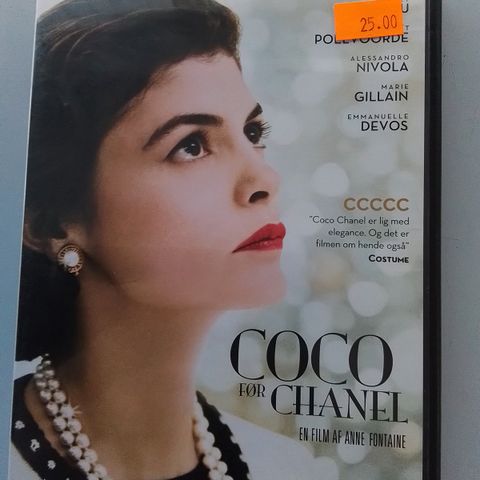 25.00
POELVOORDE
ALESSANDRO
NIVOLA
MARIE
GILLAIN
EMMANUELLE
DEVOS
CCCCC
"Coco Chanel er lig med
elegance. Og det er
filmen om hende også"
COSTUME
COCO
FØR CHANEL
EN FILM AF ANNE FONTAINE